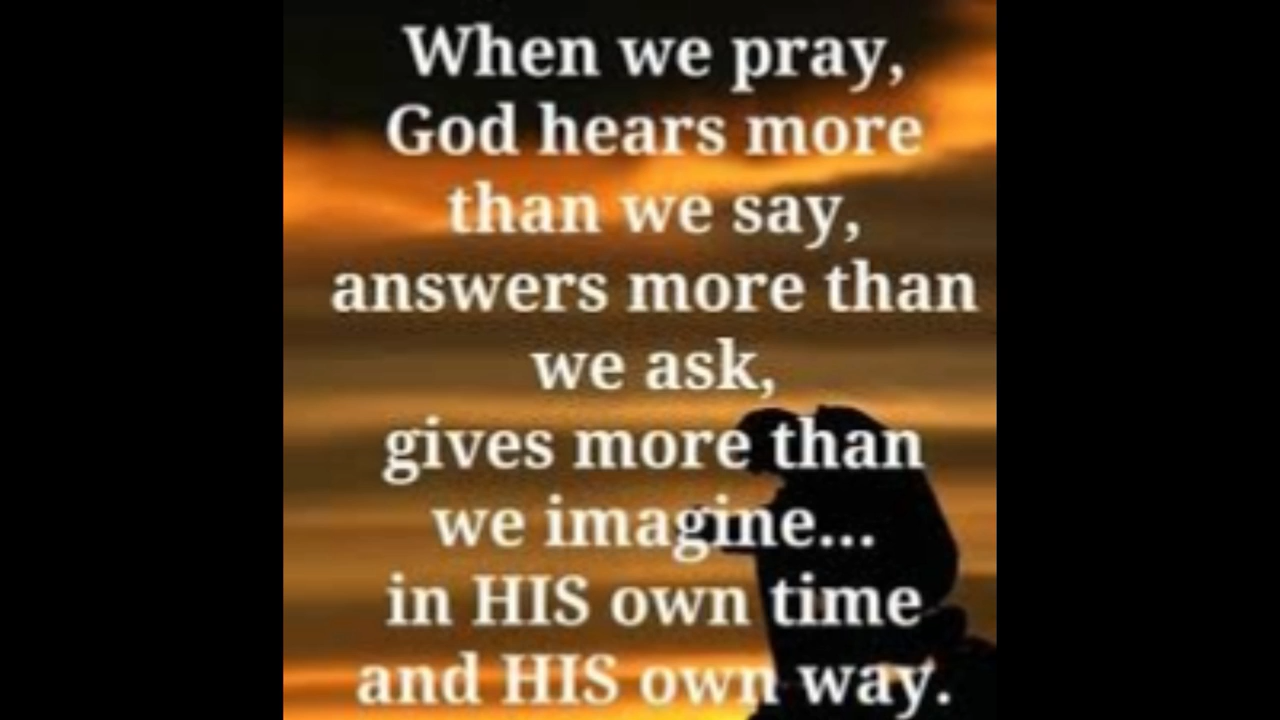 When we pray,
God hears more
than we say,
answers more than
we ask,
gives more than
we imagine...
in HIS own time
and HIS own way.